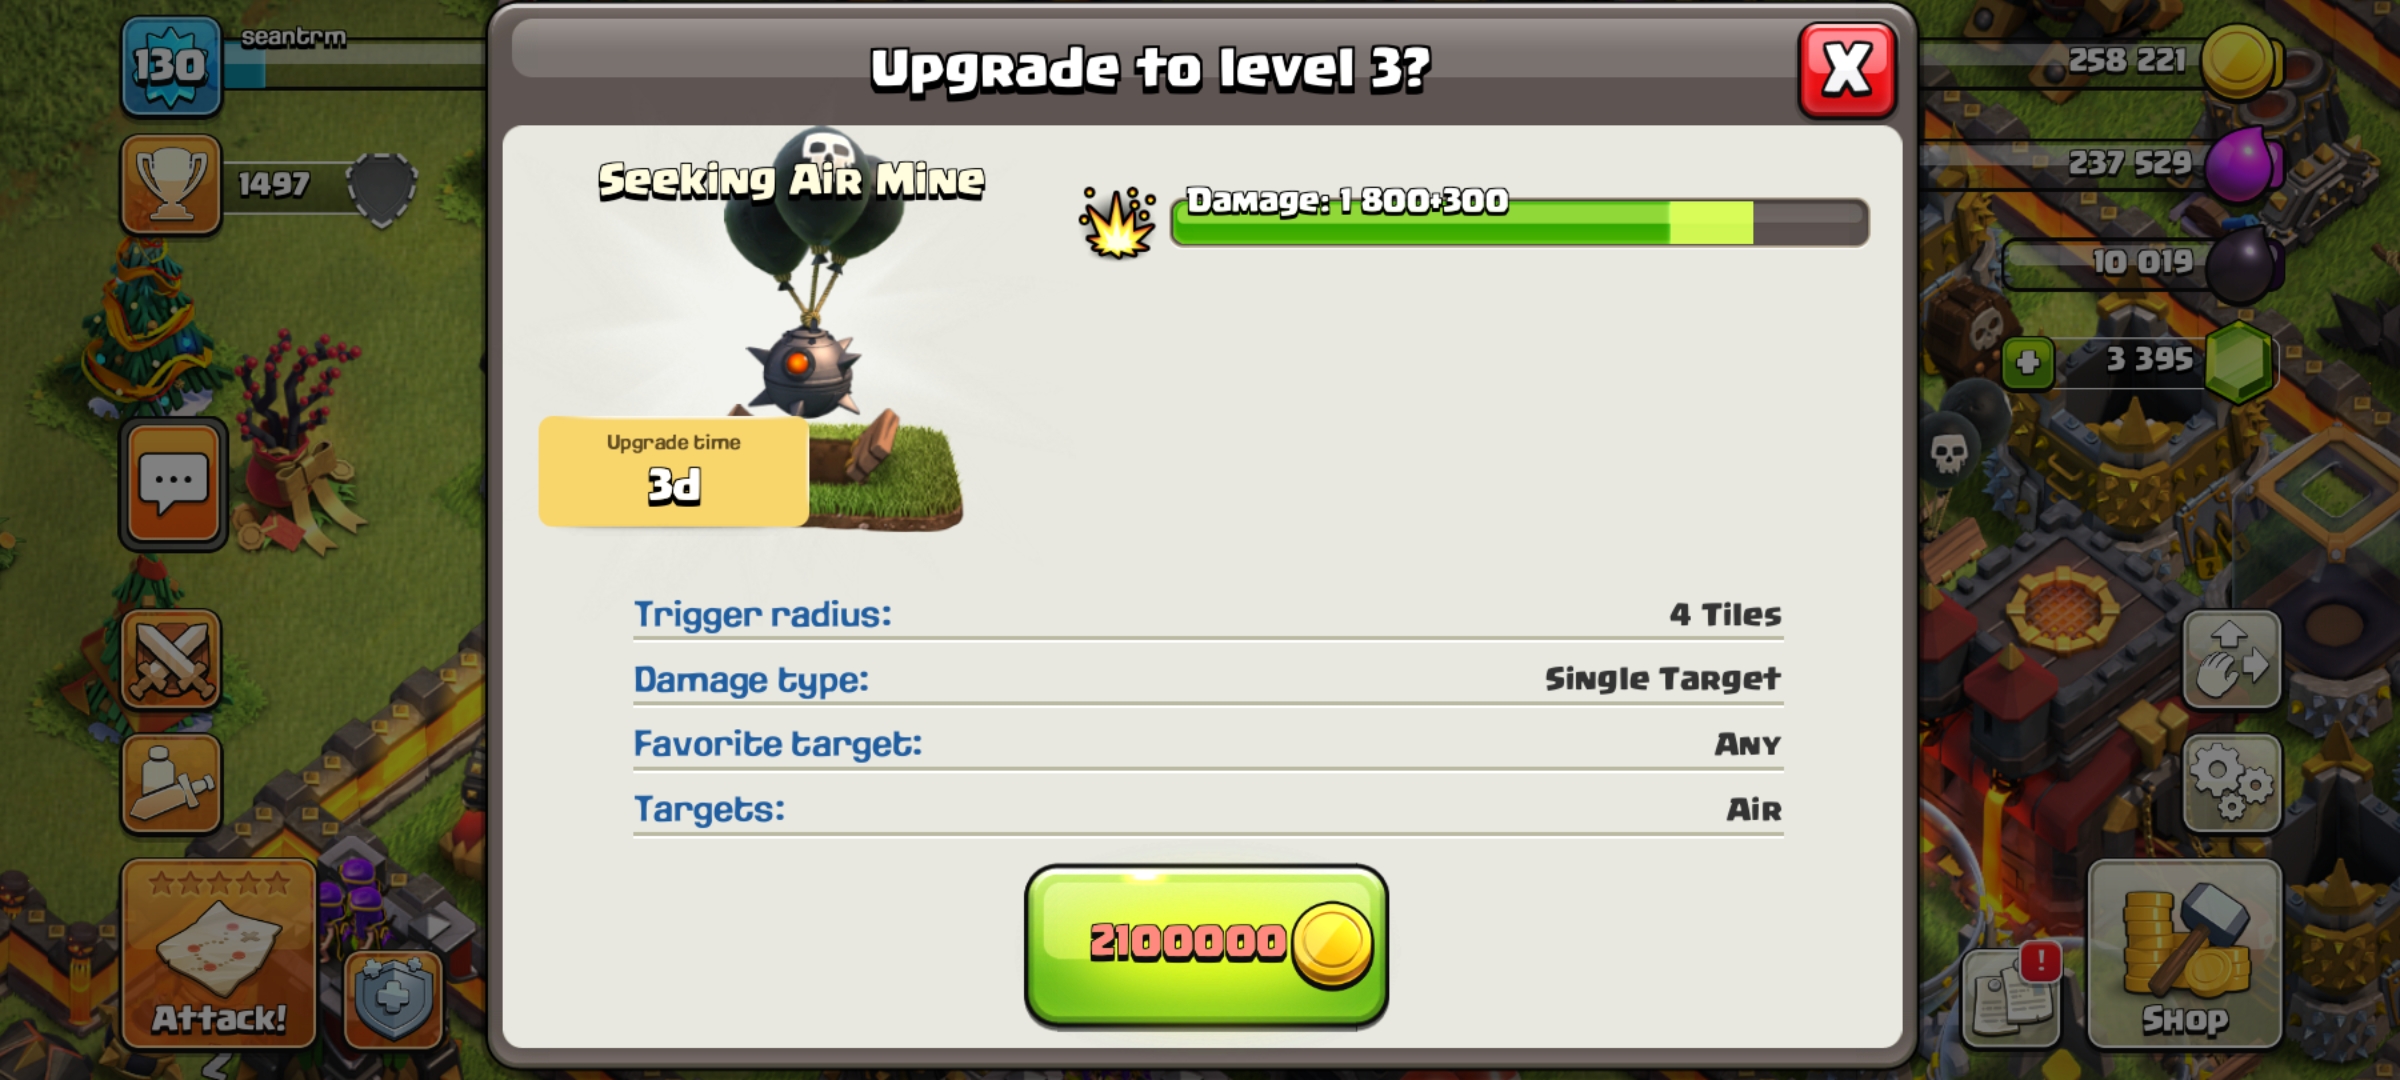 130
seantrm
1497
Attack!
Upgrade to level 3?
X
Seeking Air Mine
Damage: 1 800+300
Upgrade time
3d
Trigger radius: 4 Tiles
Damage type: Single Target
Favorite target: Any
Targets: Air
2100000
258 221
237 529
10 019
3 395
!
Shop